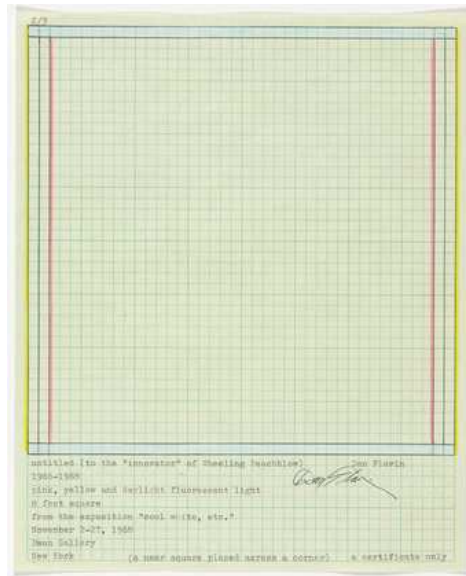 2/3
untitled (to the "innovator" of Wheeling Peachblow) Dan Flavin
1966-1968
pink, yellow and daylight fluorescent light
8 foot square
from the exposition "cool white, etc."
November 2-27, 1968
Dwan Gallery
New York (a near square placed across a corner) a certificate only